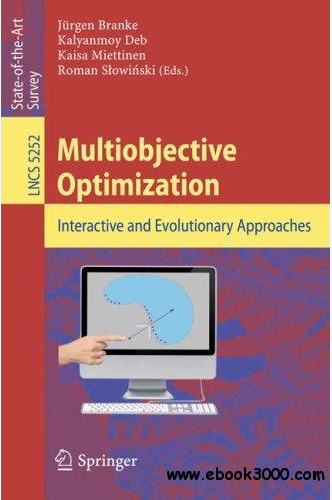 Jürgen Branke
Kalyanmoy Deb
Kaisa Miettinen
Roman Słowiński (Eds.)
State-of-the-Art
Survey
LNCS 5252
Multiobjective
Optimization
Interactive and Evolutionary Approaches
Springer
www.ebook3000.com